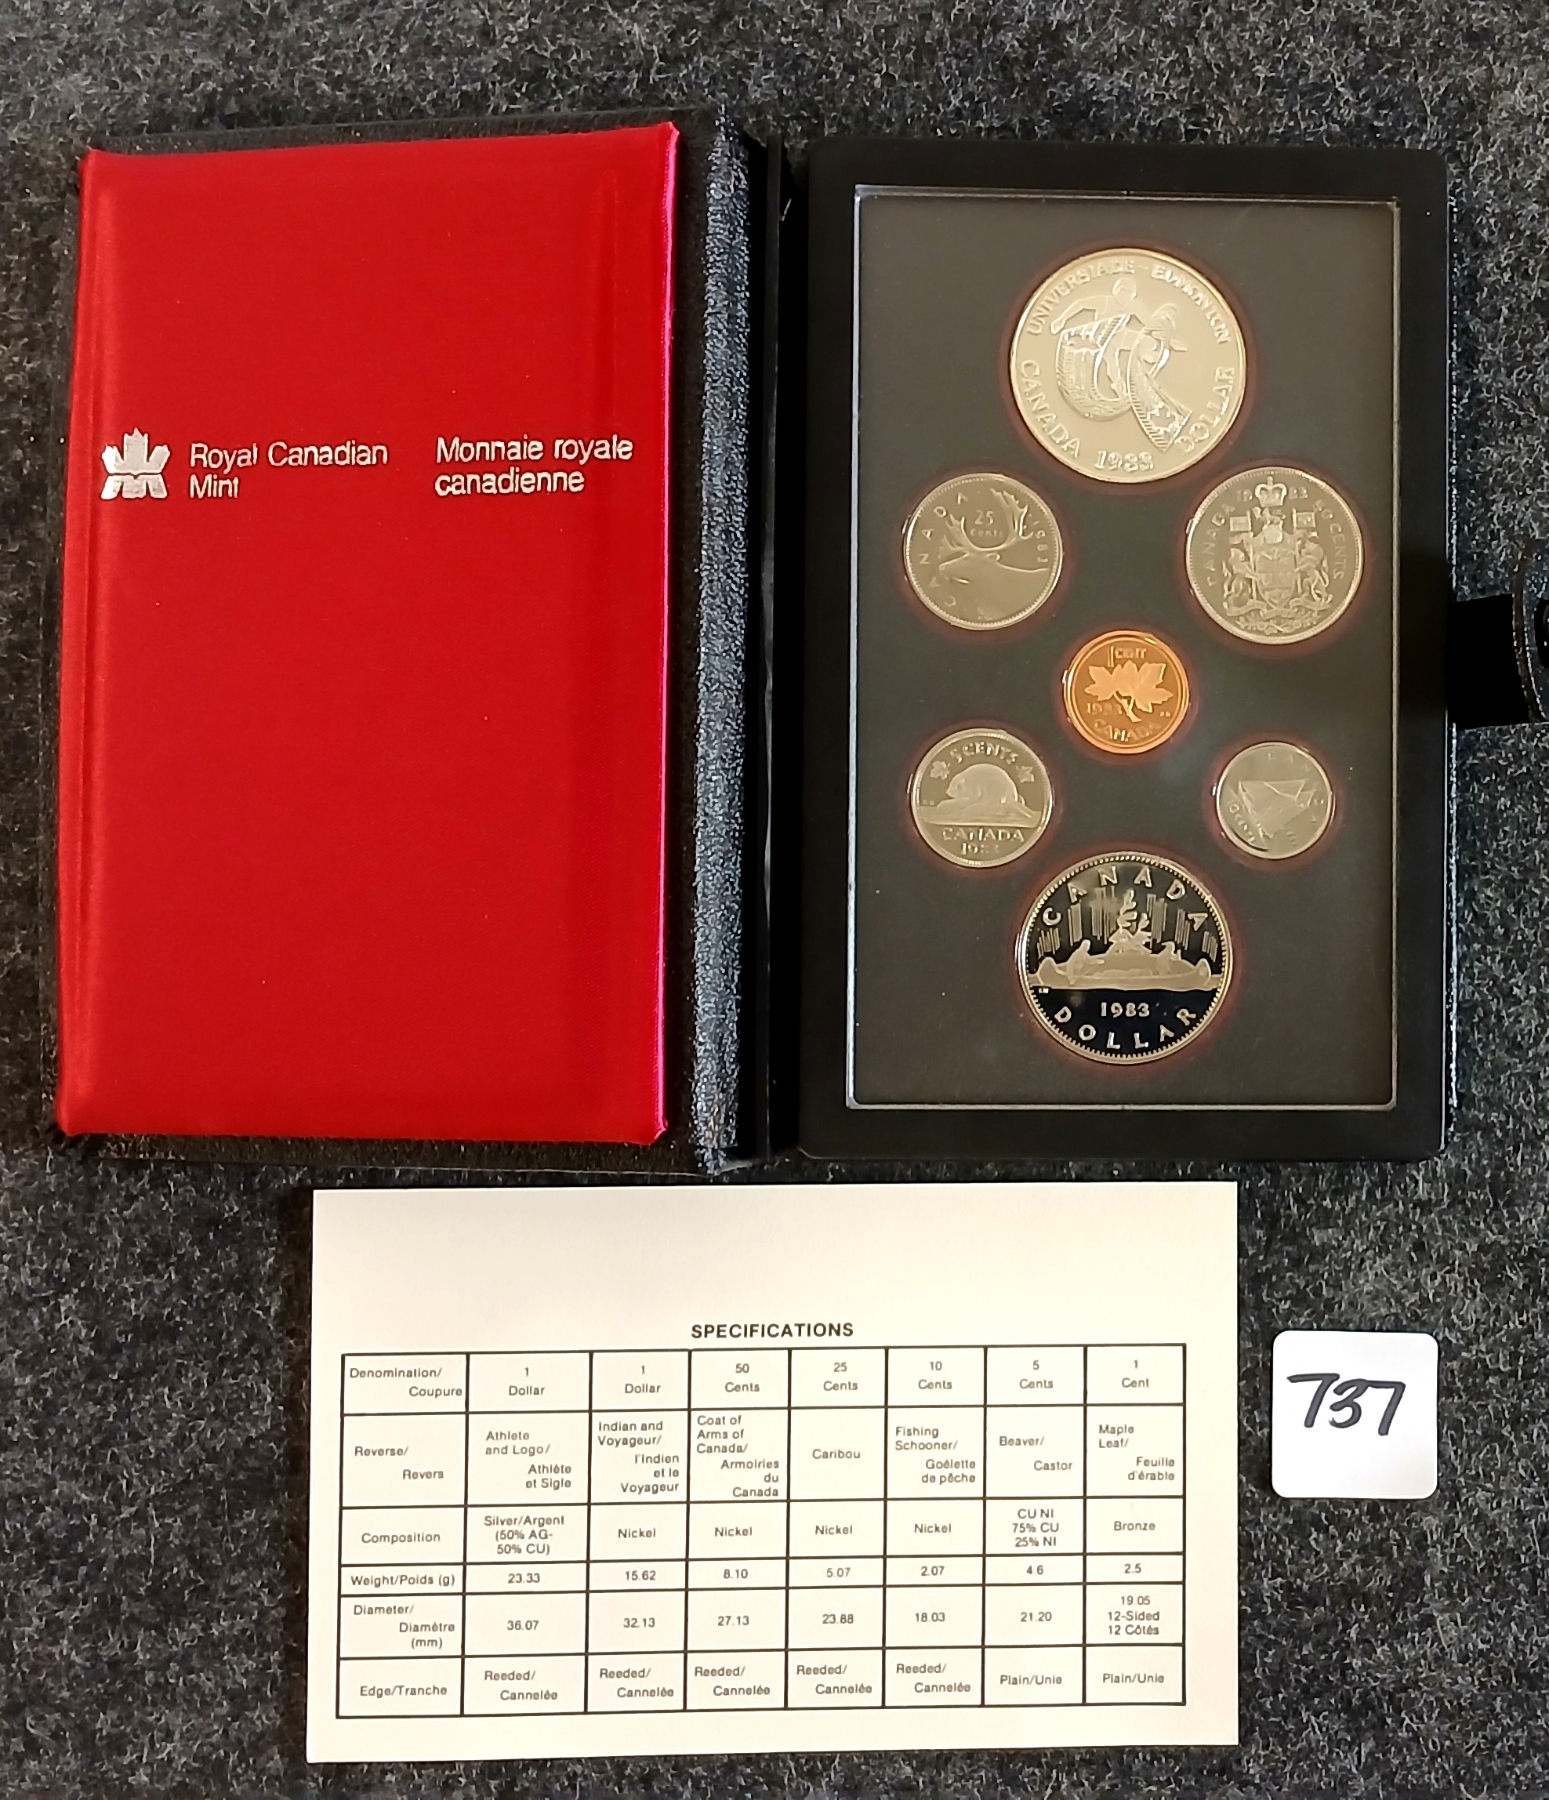 Royal Canadian
Mint
Monnaie royale
canadienne
UNIVERSIADE - EDMONTON
CANADA 1983 DOLLAR
CANADA
25
Cents
1983
CANADA 1983 50 CENTS
1 CENT
1983
CANADA
5 CENTS
CANADA
1983
CANADA
CANADA
1983
DOLLAR
SPECIFICATIONS
Denomination/
Coupure
1
Dollar
1
Dollar
50
Cents
25
Cents
10
Cents
5
Cents
1
Cent
Reverse/
Revers
Athlete
and Logo/
Athlète
et Sigle
Indian and
Voyageur/
l'Indien
et le
Voyageur
Coat of
Arms of
Canada/
Armoiries
du
Canada
Caribou
Fishing
Schooner/
Goélette
de pêche
Beaver/
Castor
Maple
Leaf/
Feuille
d'érable
Composition
Silver/Argent
(50% AG-
50% CU)
Nickel
Nickel
Nickel
Nickel
CU NI
75% CU
25% NI
Bronze
Weight/Poids (g)
23.33
15.62
8.10
5.07
2.07
4.6
2.5
Diameter/
Diamètre
(mm)
36.07
32.13
27.13
23.88
18.03
21.20
19.05
12-Sided
12 Côtés
Edge/Tranche
Reeded/
Cannelée
Reeded/
Cannelée
Reeded/
Cannelée
Reeded/
Cannelée
Reeded/
Cannelée
Plain/Unie
Plain/Unie
737